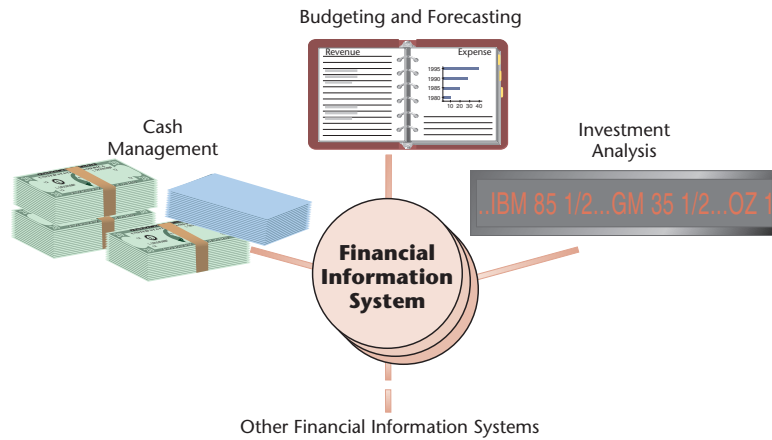 Budgeting and Forecasting
Revenue
Expense
1995
1990
1985
1980
10 20 30 40
Cash
Management
Investment
Analysis
..IBM 85 1/2...GM 35 1/2...OZ 1
Financial
Information
System
Other Financial Information Systems